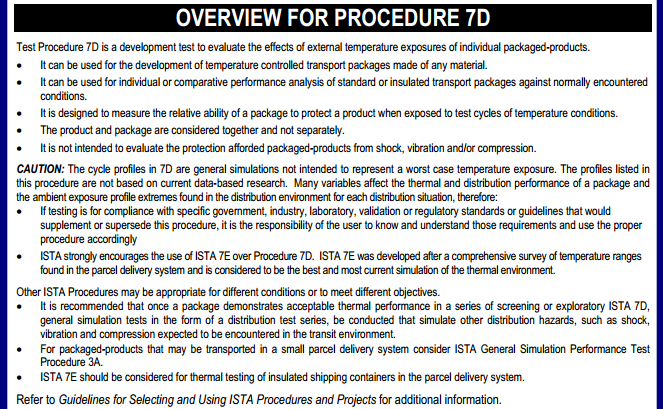 OVERVIEW FOR PROCEDURE 7D
Test Procedure 7D is a development test to evaluate the effects of external temperature exposures of individual packaged-products.
• It can be used for the development of temperature controlled transport packages made of any material.
• It can be used for individual or comparative performance analysis of standard or insulated transport packages against normally encountered
conditions.
• It is designed to measure the relative ability of a package to protect a product when exposed to test cycles of temperature conditions.
• The product and package are considered together and not separately.
• It is not intended to evaluate the protection afforded packaged-products from shock, vibration and/or compression.
CAUTION: The cycle profiles in 7D are general simulations not intended to represent a worst case temperature exposure. The profiles listed in
this procedure are not based on current data-based research. Many variables affect the thermal and distribution performance of a package and
the ambient exposure profile extremes found in the distribution environment for each distribution situation, therefore:
• If testing is for compliance with specific government, industry, laboratory, validation or regulatory standards or guidelines that would
supplement or supersede this procedure, it is the responsibility of the user to know and understand those requirements and use the proper
procedure accordingly
• ISTA strongly encourages the use of ISTA 7E over Procedure 7D. ISTA 7E was developed after a comprehensive survey of temperature ranges
found in the parcel delivery system and is considered to be the best and most current simulation of the thermal environment.
Other ISTA Procedures may be appropriate for different conditions or to meet different objectives.
• It is recommended that once a package demonstrates acceptable thermal performance in a series of screening or exploratory ISTA 7D,
general simulation tests in the form of a distribution test series, be conducted that simulate other distribution hazards, such as shock,
vibration and compression expected to be encountered in the transit environment.
• For packaged-products that may be transported in a small parcel delivery system consider ISTA General Simulation Performance Test
Procedure 3A.
• ISTA 7E should be considered for thermal testing of insulated shipping containers in the parcel delivery system.
Refer to Guidelines for Selecting and Using ISTA Procedures and Projects for additional information.